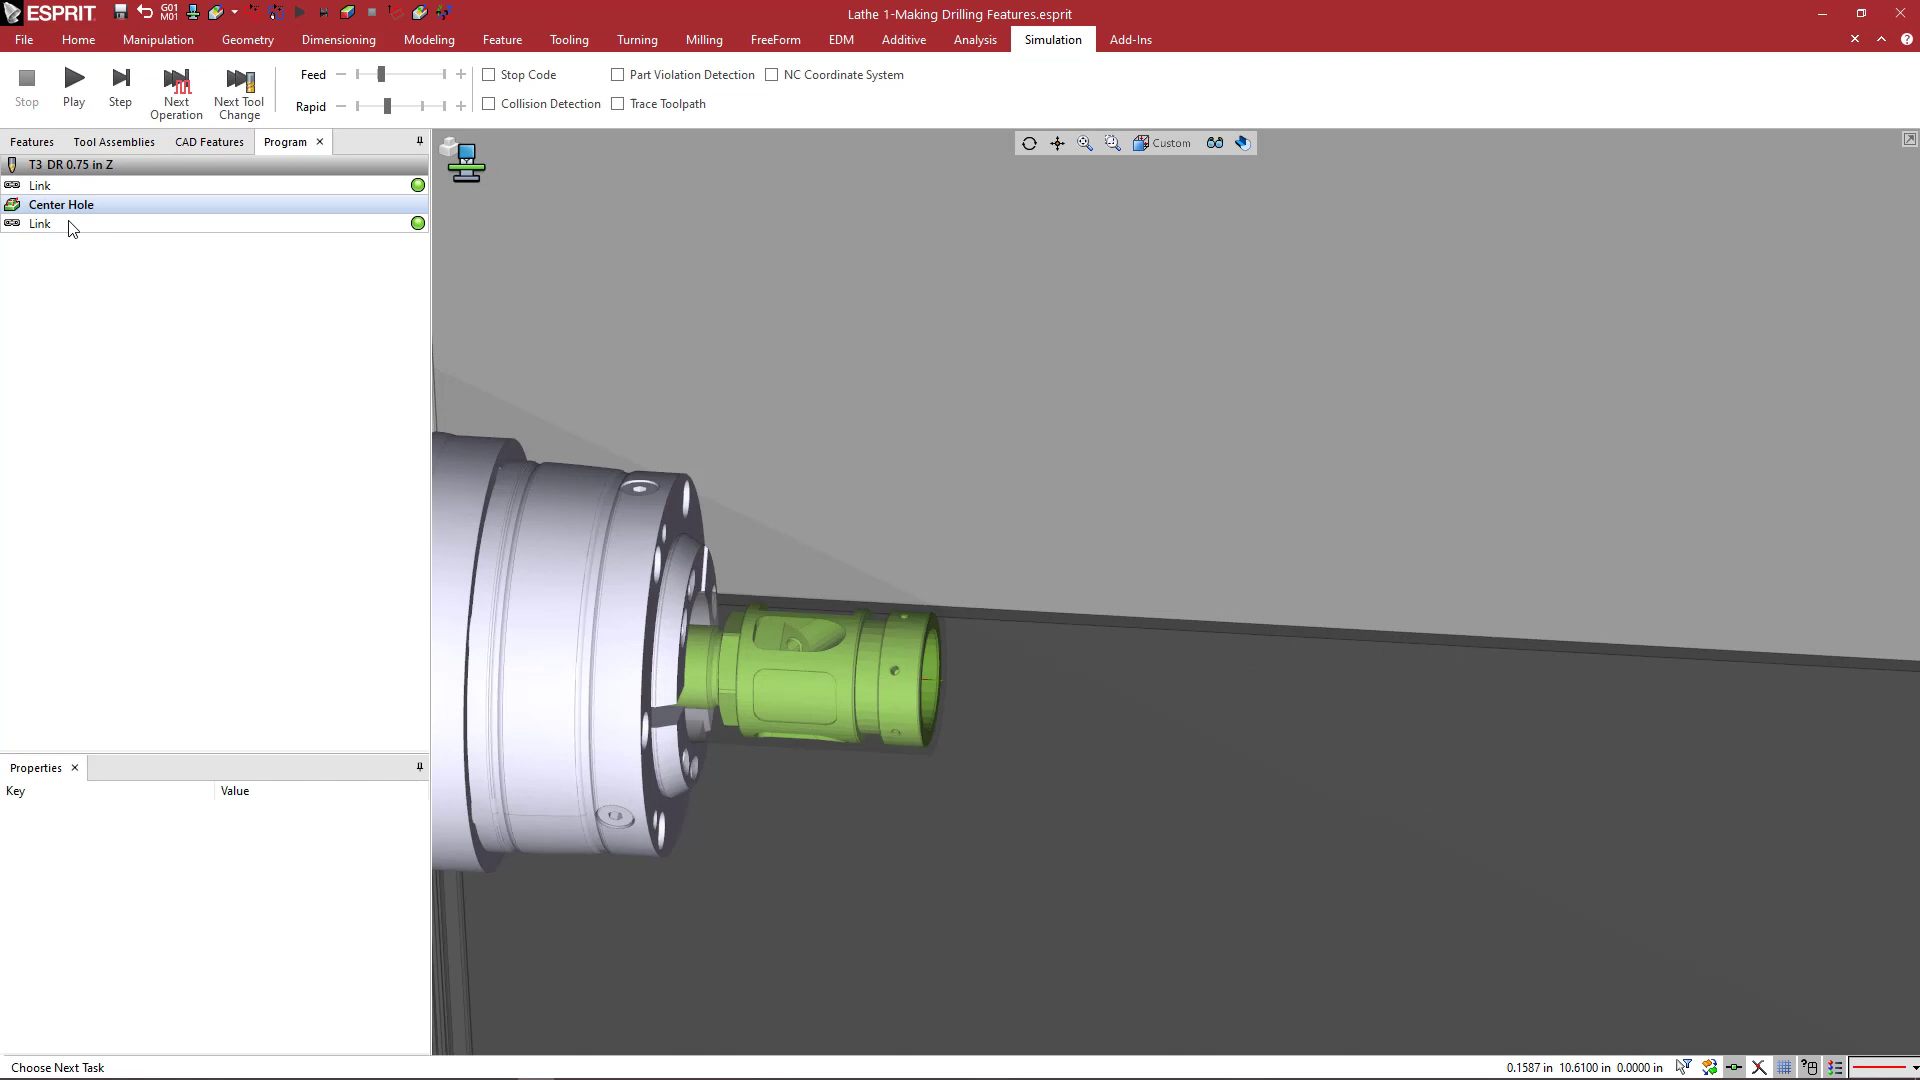 ESPRIT
G01
M01
Lathe 1-Making Drilling Features.esprit
File Home Manipulation Geometry Dimensioning Modeling Feature Tooling Turning Milling FreeForm EDM Additive Analysis Simulation Add-Ins
Stop
Play
Step
Next
Operation
Next Tool
Change
Feed
Rapid
Stop Code
Part Violation Detection
NC Coordinate System
Collision Detection
Trace Toolpath
Features Tool Assemblies CAD Features Program
Custom
T3 DR 0.75 in Z
Link
Center Hole
Link
Properties
Key Value
Choose Next Task
0.1587 in 10.6100 in 0.0000 in